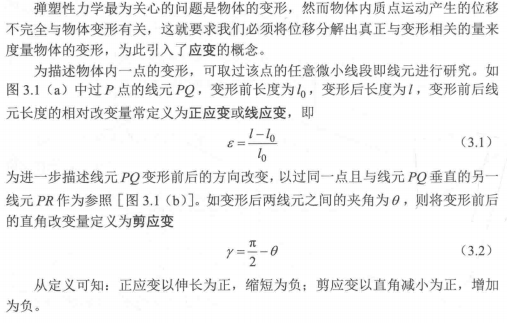 弹塑性力学最为关心的问题是物体的变形，然而物体内质点运动产生的位移
不完全与物体变形有关，这就要求我们必须将位移分解出真正与变形相关的量来
度量物体的变形，为此引入了应变的概念。
为描述物体内一点的变形，可取过该点的任意微小线段即线元进行研究。如
图 3.1（a）中过 P 点的线元 PQ，变形前长度为 l₀，变形后长度为 l，变形前后线
元长度的相对改变量常定义为正应变或线应变，即
ε = (l − l₀) / l₀ （3.1）
为进一步描述线元 PQ 变形前后的方向改变，以过同一点且与线元 PQ 垂直的另一
线元 PR 作为参照［图 3.1（b）］。如变形后两线元之间的夹角为 θ，则将变形前后
的直角改变量定义为剪应变
γ = π/2 − θ （3.2）
从定义可知：正应变以伸长为正，缩短为负；剪应变以直角减小为正，增加
为负。